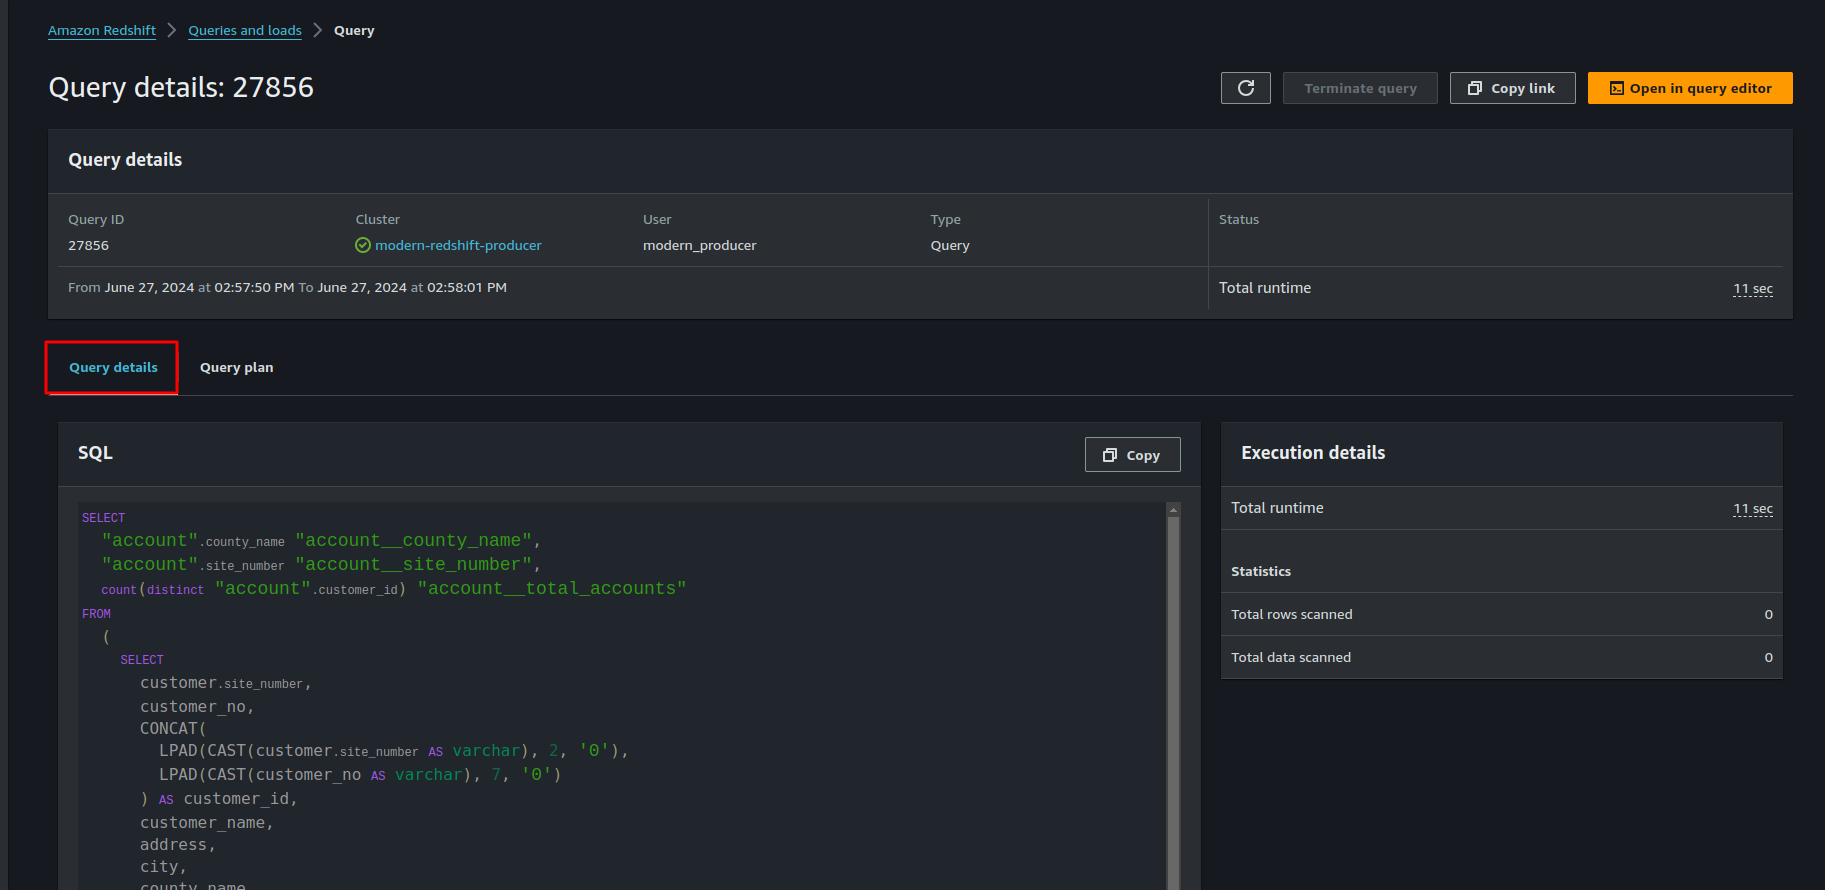 Amazon Redshift > Queries and loads > Query
Query details: 27856
Terminate query
Copy link
Open in query editor
Query details
Query ID
27856
Cluster
modern-redshift-producer
User
modern_producer
Type
Query
Status
From June 27, 2024 at 02:57:50 PM To June 27, 2024 at 02:58:01 PM
Total runtime 11 sec
Query details
Query plan
SQL
Copy
SELECT
"account".county_name "account__county_name",
"account".site_number "account__site_number",
count(distinct "account".customer_id) "account__total_accounts"
FROM
(
SELECT
customer.site_number,
customer_no,
CONCAT(
LPAD(CAST(customer.site_number AS varchar), 2, '0'),
LPAD(CAST(customer_no AS varchar), 7, '0')
) AS customer_id,
customer_name,
address,
city,
county_name
Execution details
Total runtime 11 sec
Statistics
Total rows scanned 0
Total data scanned 0